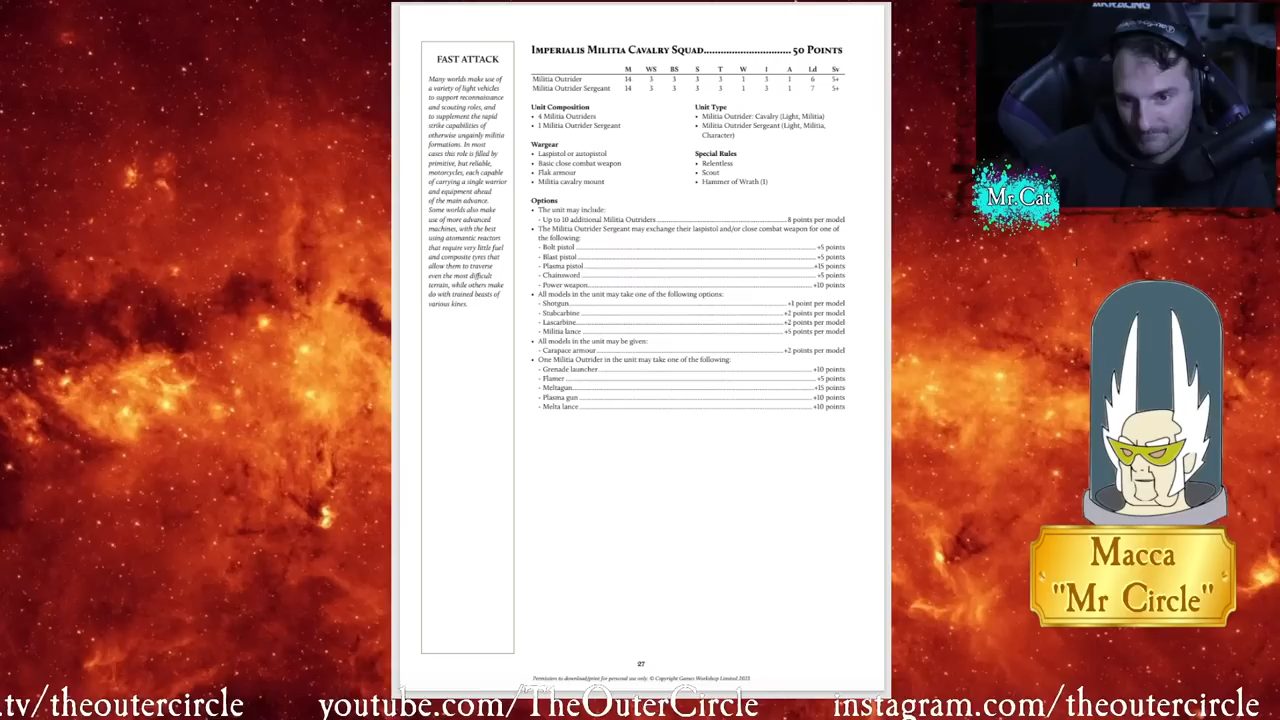 FAST ATTACK
Many worlds make use of
a variety of light vehicles
to support reconnaissance
and scouting roles, and
to supplement the rapid
strike capabilities of
otherwise ungainly militia
formations. In most
cases this role is filled by
primitive, but reliable,
motorcycles, each capable
of carrying a single warrior
and equipment ahead
of the main advance.
Some worlds also make
use of more advanced
machines, with the best
using atomantic reactors
that require very little fuel
and composite tyres that
allow them to traverse
even the most difficult
terrain, while others make
do with trained beasts of
various kines.
Imperialis Militia Cavalry Squad............................... 50 Points
M WS BS S T W I A Ld Sv
Militia Outrider 14 3 3 3 3 1 3 1 6 5+
Militia Outrider Sergeant 14 3 3 3 3 1 3 1 7 5+
Unit Composition
• 4 Militia Outriders
• 1 Militia Outrider Sergeant
Wargear
• Laspistol or autopistol
• Basic close combat weapon
• Flak armour
• Militia cavalry mount
Unit Type
• Militia Outrider: Cavalry (Light, Militia)
• Militia Outrider Sergeant (Light, Militia,
Character)
Special Rules
• Relentless
• Scout
• Hammer of Wrath (1)
Options
• The unit may include:
- Up to 10 additional Militia Outriders ........ 8 points per model
• The Militia Outrider Sergeant may exchange their laspistol and/or close combat weapon for one of
the following:
- Bolt pistol ........ +5 points
- Blast pistol ........ +5 points
- Plasma pistol ........ +15 points
- Chainsword ........ +5 points
- Power weapon ........ +10 points
• All models in the unit may take one of the following options:
- Shotgun ........ +1 point per model
- Stubcarbine ........ +2 points per model
- Lascarbine ........ +2 points per model
- Militia lance ........ +5 points per model
• All models in the unit may be given:
- Carapace armour ........ +2 points per model
• One Militia Outrider in the unit may take one of the following:
- Grenade launcher ........ +10 points
- Flamer ........ +5 points
- Meltagun ........ +15 points
- Plasma gun ........ +10 points
- Melta lance ........ +10 points
27
Permission to download/print for personal use only. © Copyright Games Workshop Limited 2023
Mr.Cat
Macca
"Mr Circle"
.tv/theoutercircle youtube.com/TheOuterCircle instagram.com/theoutercircle